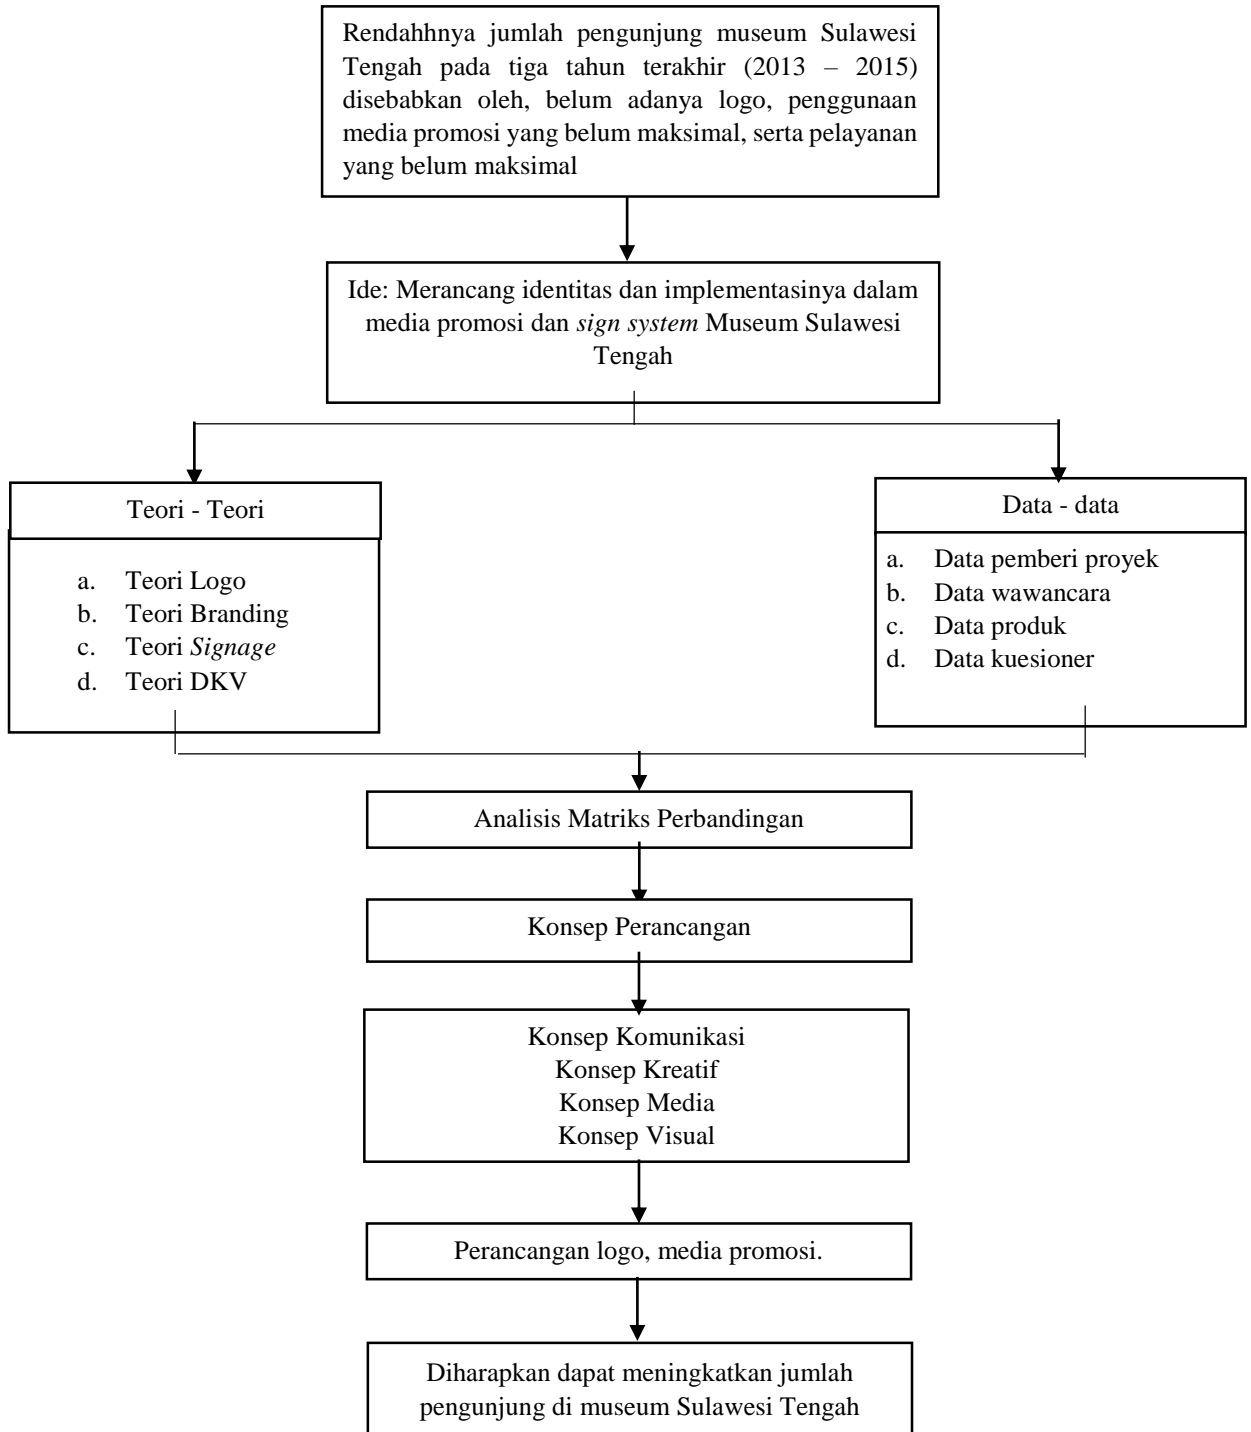 Rendahhnya jumlah pengunjung museum Sulawesi
Tengah pada tiga tahun terakhir (2013 – 2015)
disebabkan oleh, belum adanya logo, penggunaan
media promosi yang belum maksimal, serta pelayanan
yang belum maksimal
Ide: Merancang identitas dan implementasinya dalam
media promosi dan sign system Museum Sulawesi
Tengah
Teori - Teori
a. Teori Logo
b. Teori Branding
c. Teori Signage
d. Teori DKV
Data - data
a. Data pemberi proyek
b. Data wawancara
c. Data produk
d. Data kuesioner
Analisis Matriks Perbandingan
Konsep Perancangan
Konsep Komunikasi
Konsep Kreatif
Konsep Media
Konsep Visual
Perancangan logo, media promosi.
Diharapkan dapat meningkatkan jumlah
pengunjung di museum Sulawesi Tengah